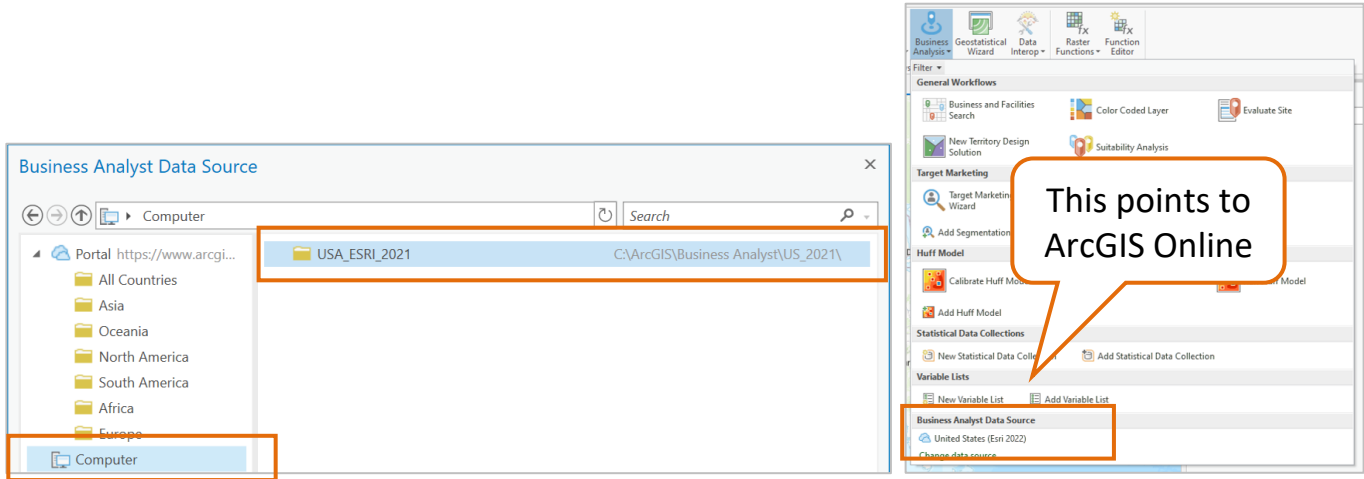 Business Analyst Data Source
Computer
Search
Portal https://www.arcgi...
All Countries
Asia
Oceania
North America
South America
Africa
Europe
Computer
USA_ESRI_2021 C:\ArcGIS\Business Analyst\US_2021\
Business Geostatistical Data Raster Function
Analysis Wizard Interop Functions Editor
Filter
General Workflows
Business and Facilities
Search
Color Coded Layer
Evaluate Site
New Territory Design
Solution
Suitability Analysis
Target Marketing
Target Marketing
Wizard
Add Segmentation
Huff Model
Calibrate Huff
Model
Add Huff Model
Statistical Data Collections
New Statistical Data
Add Statistical Data Collection
Variable Lists
New Variable List
Add Variable List
Business Analyst Data Source
United States (Esri 2022)
Change data source
This points to
ArcGIS Online